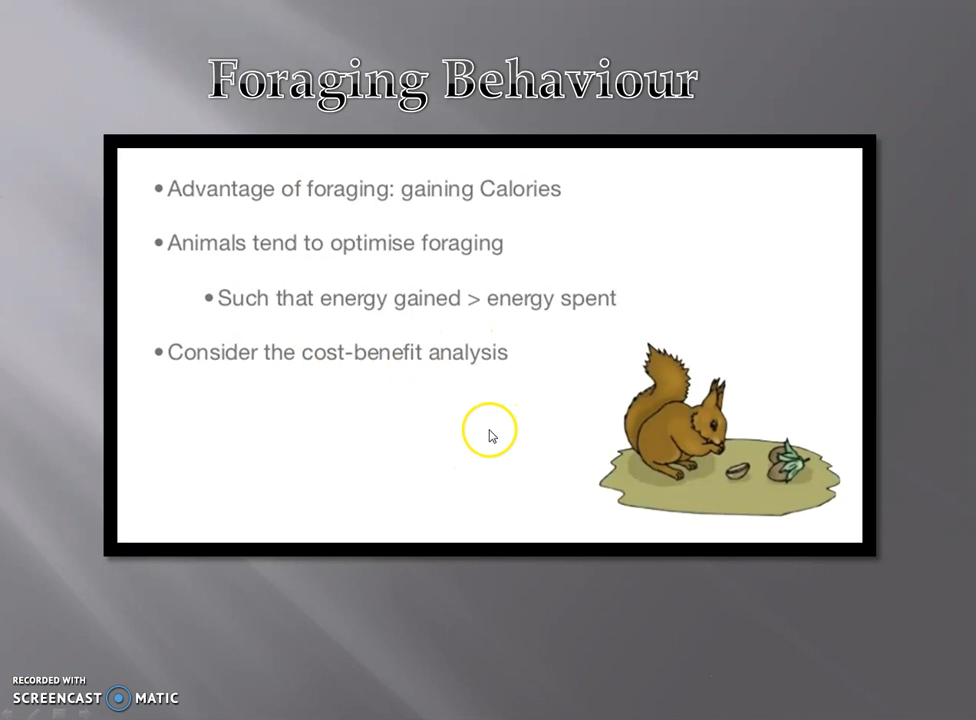 Foraging Behaviour
•Advantage of foraging: gaining Calories
•Animals tend to optimise foraging
•Such that energy gained > energy spent
•Consider the cost-benefit analysis
RECORDED WITH
SCREENCAST MATIC